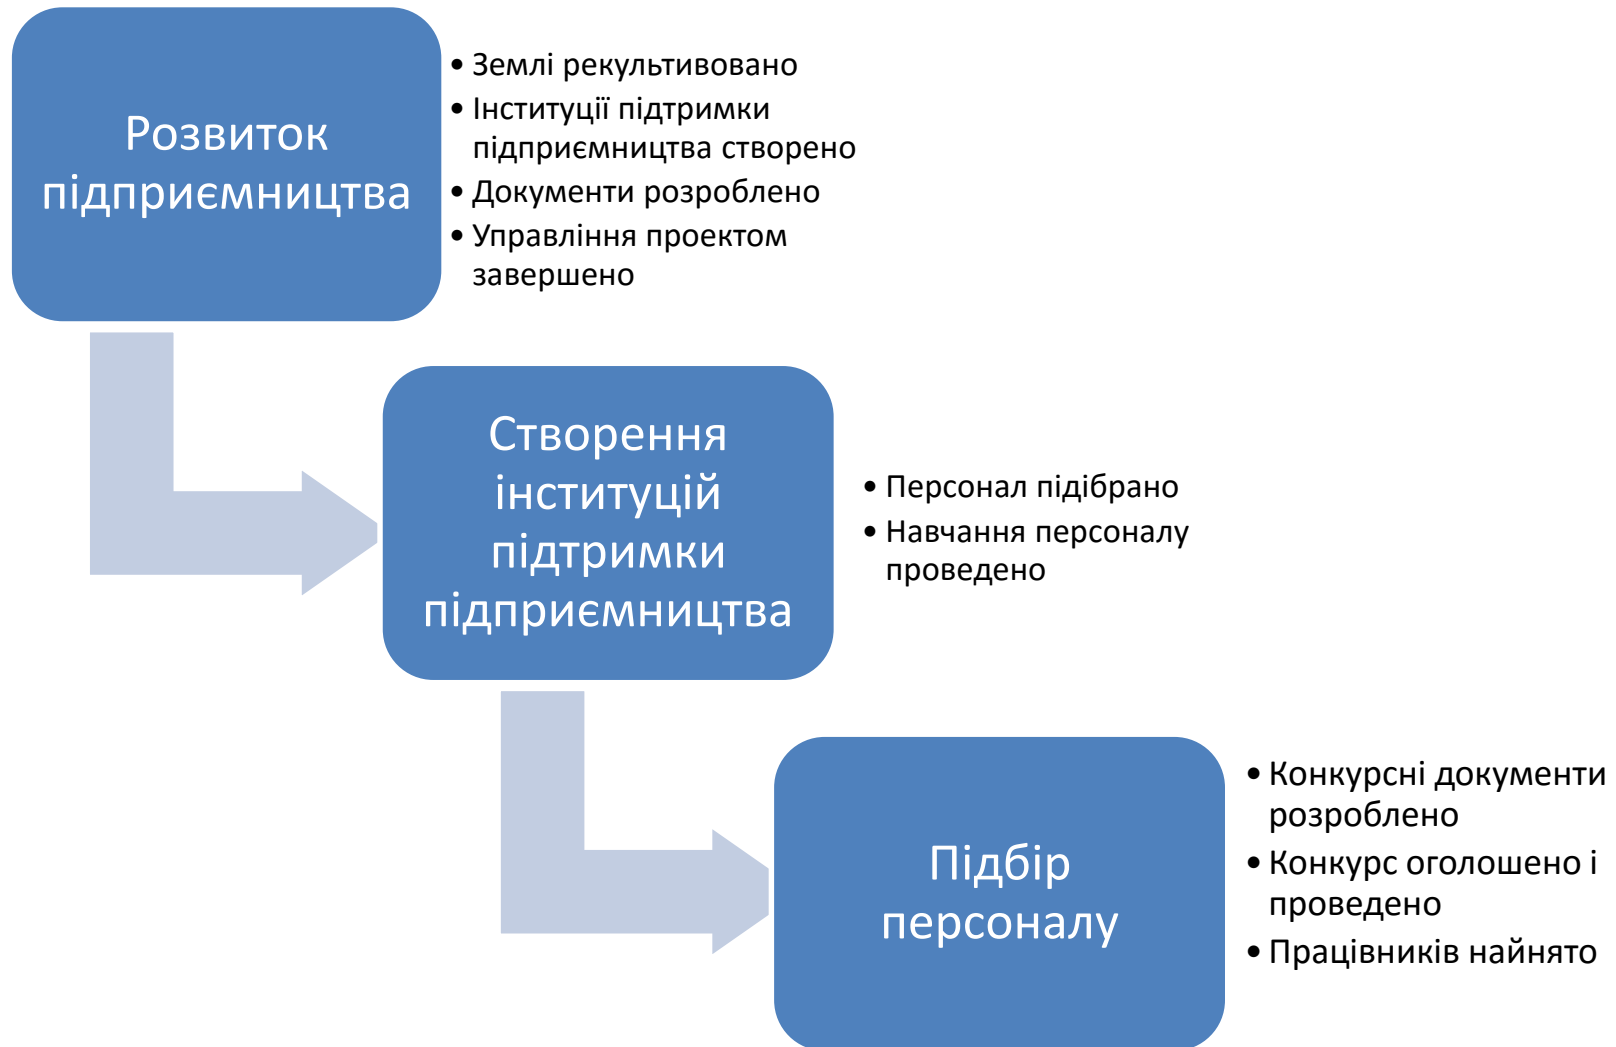 Розвиток
підприємництва
• Землі рекультивовано
• Інституції підтримки
підприємництва створено
• Документи розроблено
• Управління проектом
завершено
Створення
інституцій
підтримки
підприємництва
• Персонал підібрано
• Навчання персоналу
проведено
Підбір
персоналу
• Конкурсні документи
розроблено
• Конкурс оголошено і
проведено
• Працівників найнято